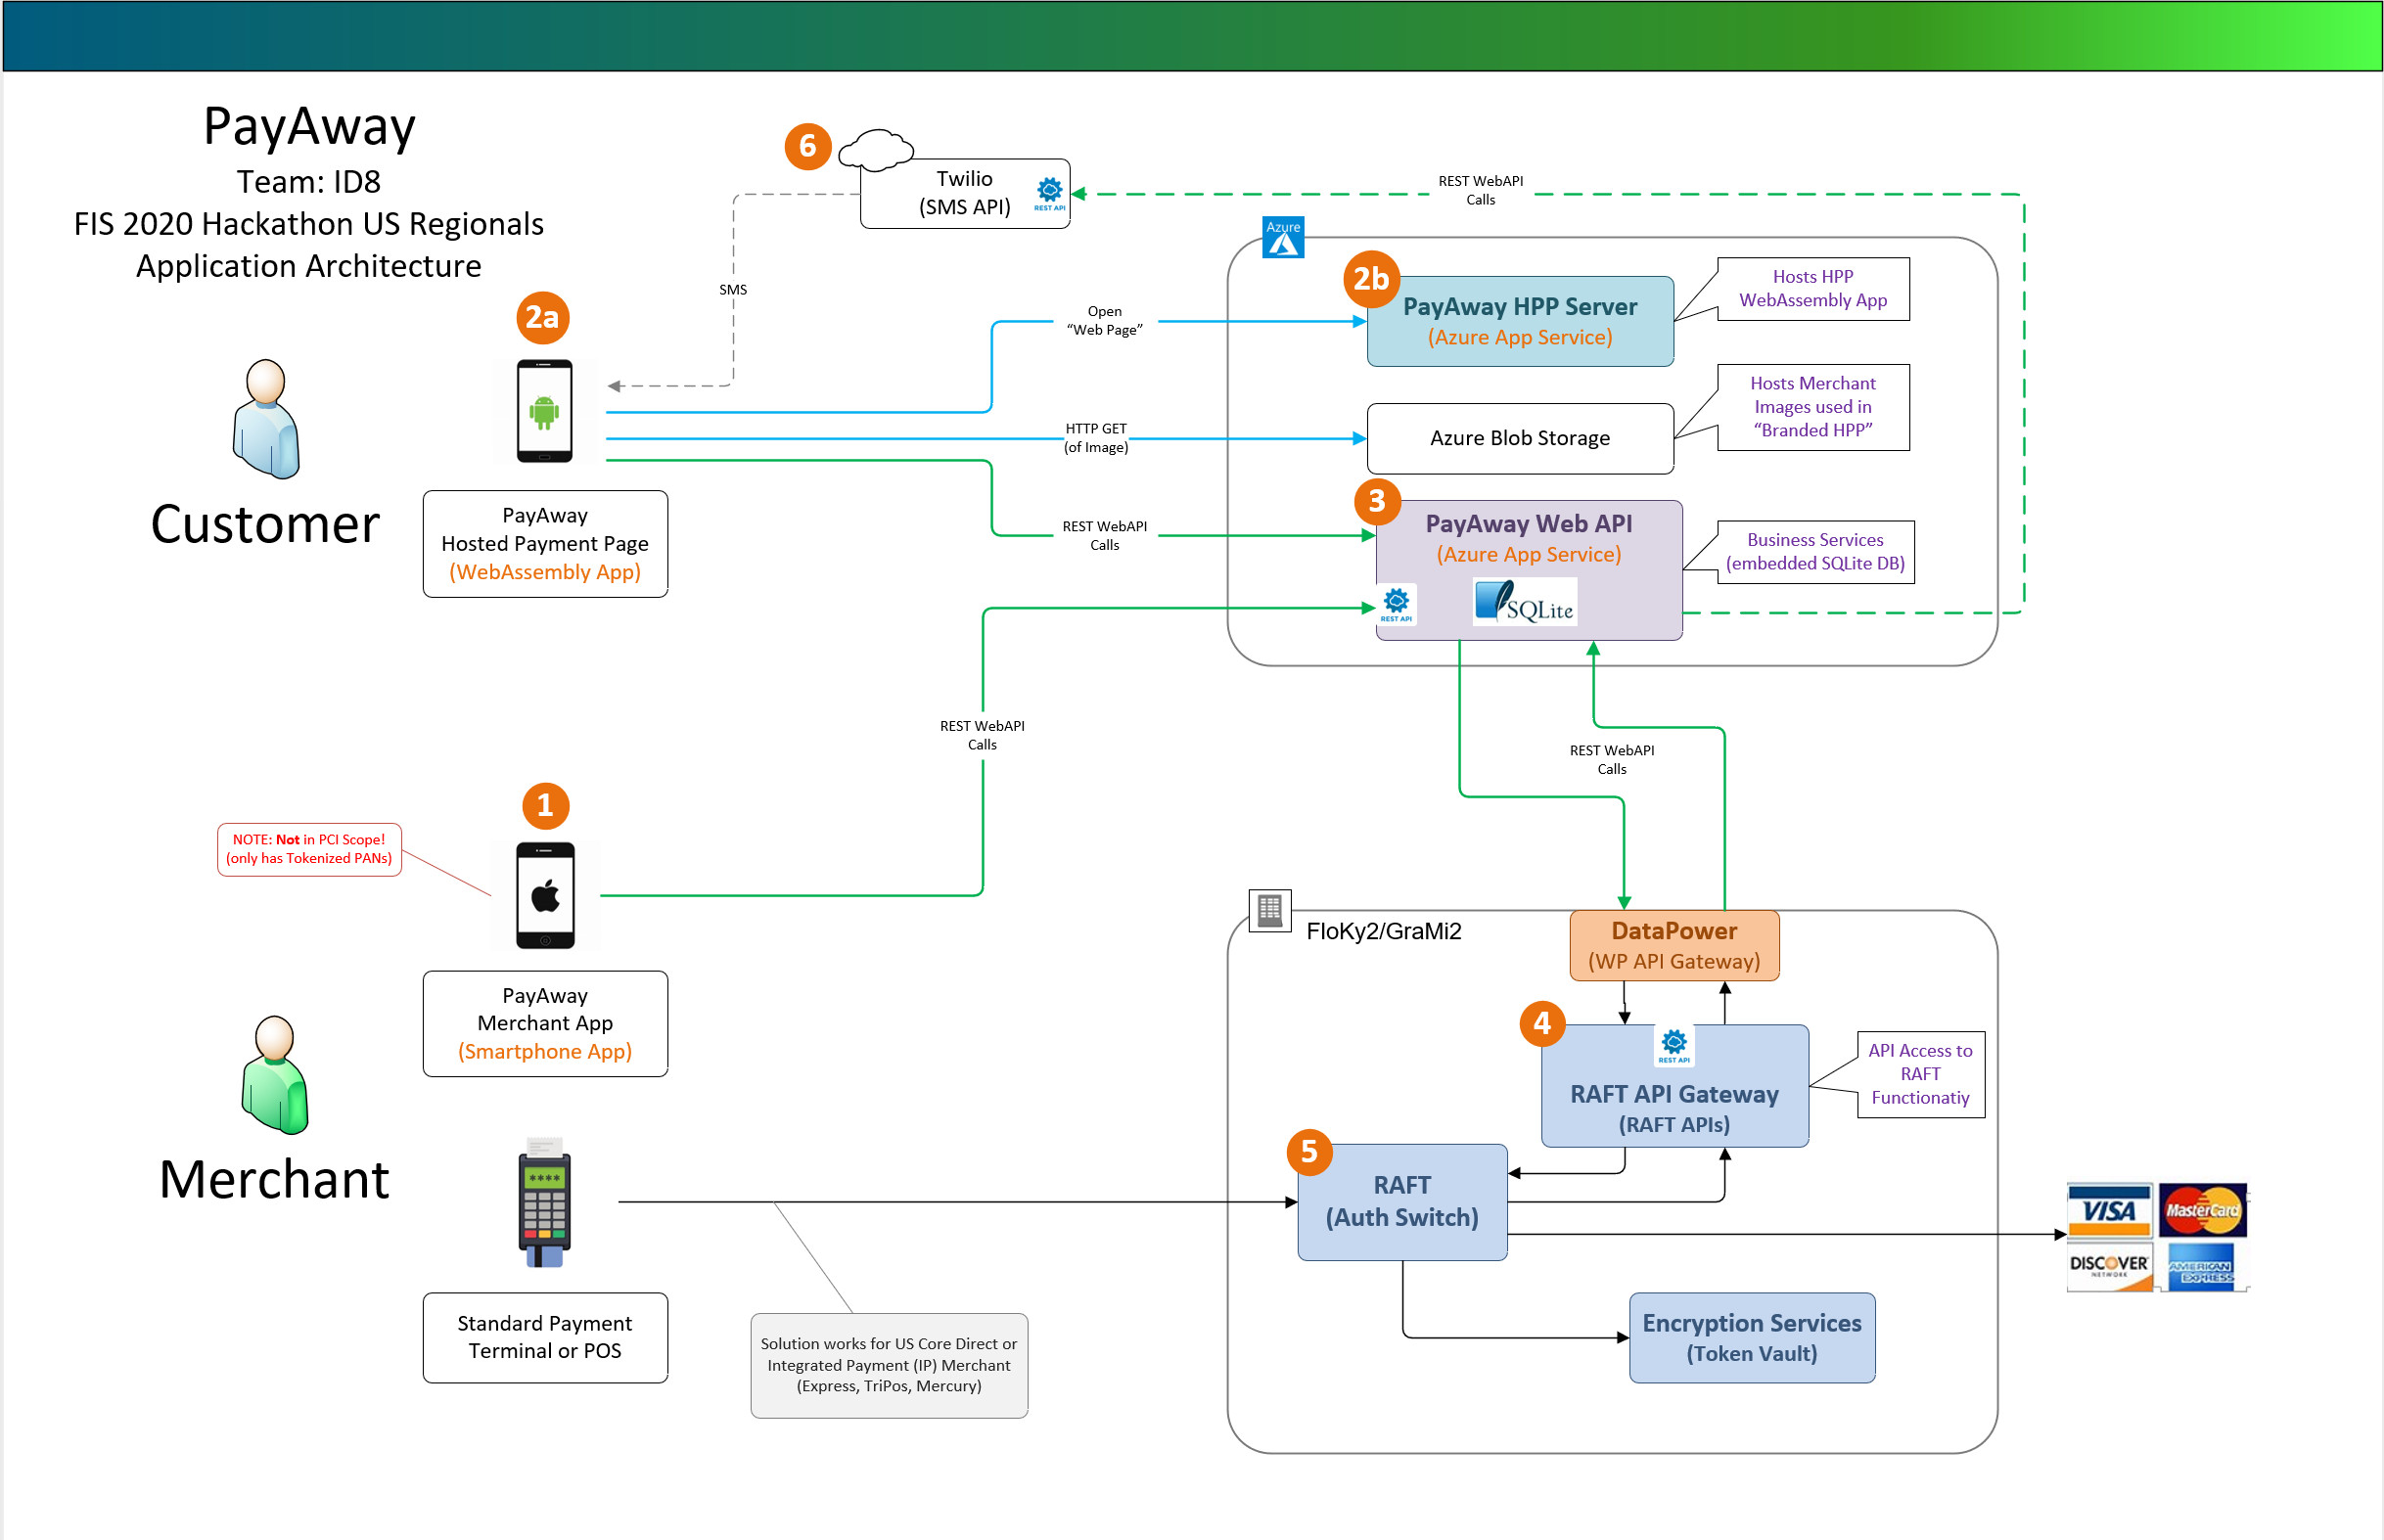 PayAway
Team: ID8
FIS 2020 Hackathon US Regionals
Application Architecture
6
Twilio
(SMS API)
REST API
REST WebAPI
Calls
Azure
SMS
2a
Open
“Web Page”
2b
PayAway HPP Server
(Azure App Service)
Hosts HPP
WebAssembly App
HTTP GET
(of Image)
Azure Blob Storage
Hosts Merchant
Images used in
“Branded HPP”
Customer
PayAway
Hosted Payment Page
(WebAssembly App)
REST WebAPI
Calls
3
PayAway Web API
(Azure App Service)
REST API
SQLite
Business Services
(embedded SQLite DB)
REST WebAPI
Calls
REST WebAPI
Calls
1
NOTE: Not in PCI Scope!
(only has Tokenized PANs)
PayAway
Merchant App
(Smartphone App)
Merchant
FloKy2/GraMi2
DataPower
(WP API Gateway)
4
REST API
RAFT API Gateway
(RAFT APIs)
API Access to
RAFT
Functionatiy
5
RAFT
(Auth Switch)
****
Standard Payment
Terminal or POS
Solution works for US Core Direct or
Integrated Payment (IP) Merchant
(Express, TriPos, Mercury)
Encryption Services
(Token Vault)
VISA
MasterCard
DISCOVER
NETWORK
AMERICAN
EXPRESS